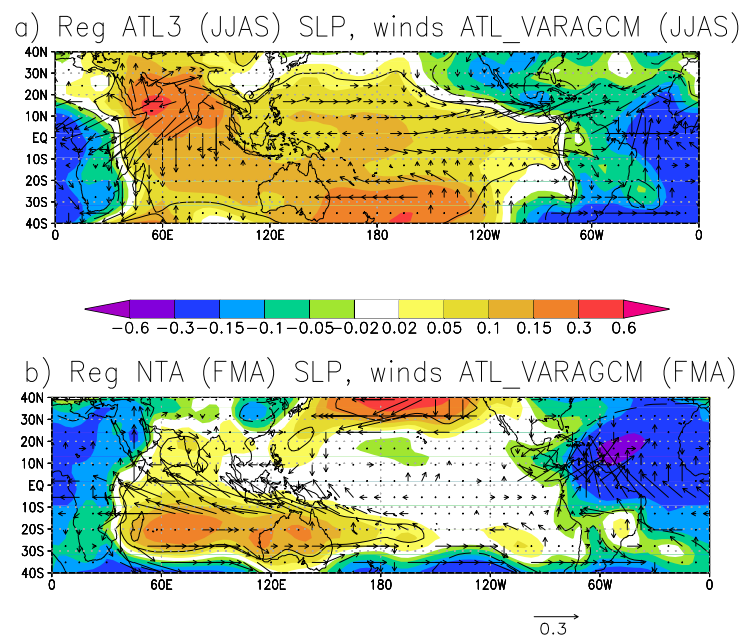 a) Reg ATL3 (JJAS) SLP, winds ATL_VARAGCM (JJAS)
40N
30N
20N
10N
EQ
10S
20S
30S
40S
0 60E 120E 180 120W 60W 0
−0.6 −0.3 −0.15 −0.1 −0.05 −0.02 0.02 0.05 0.1 0.15 0.3 0.6
b) Reg NTA (FMA) SLP, winds ATL_VARAGCM (FMA)
40N
30N
20N
10N
EQ
10S
20S
30S
40S
0 60E 120E 180 120W 60W 0
0.3